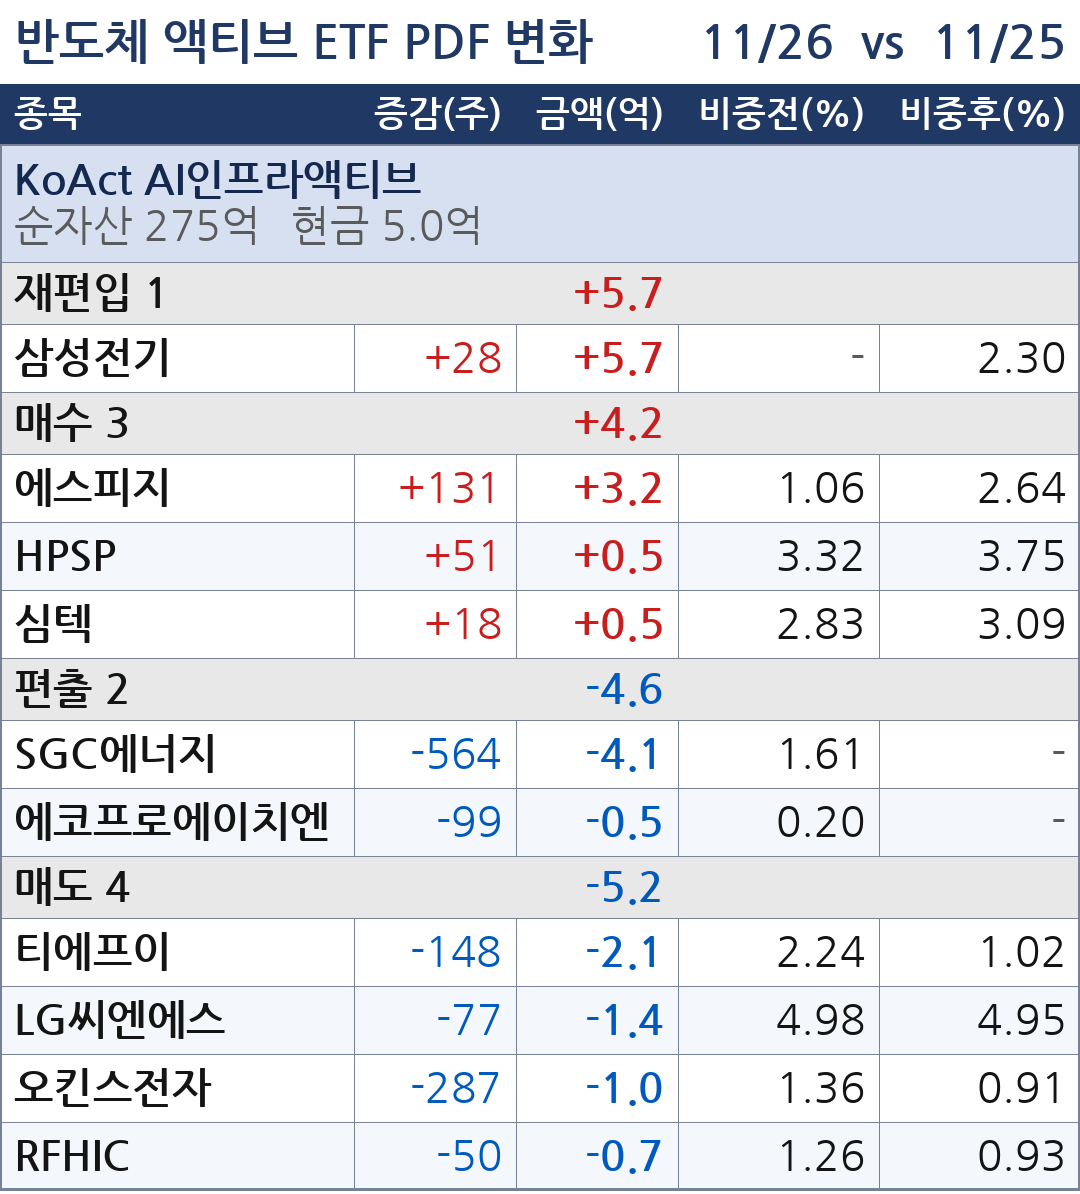 반도체 액티브 ETF PDF 변화 11/26 vs 11/25
종목 증감(주) 금액(억) 비중전(%) 비중후(%)
KoAct AI인프라액티브
순자산 275억 현금 5.0억
재편입 1 +5.7
삼성전기 +28 +5.7 - 2.30
매수 3 +4.2
에스피지 +131 +3.2 1.06 2.64
HPSP +51 +0.5 3.32 3.75
심텍 +18 +0.5 2.83 3.09
편출 2 -4.6
SGC에너지 -564 -4.1 1.61 -
에코프로에이치엔 -99 -0.5 0.20 -
매도 4 -5.2
티에프이 -148 -2.1 2.24 1.02
LG씨엔에스 -77 -1.4 4.98 4.95
오킨스전자 -287 -1.0 1.36 0.91
RFHIC -50 -0.7 1.26 0.93